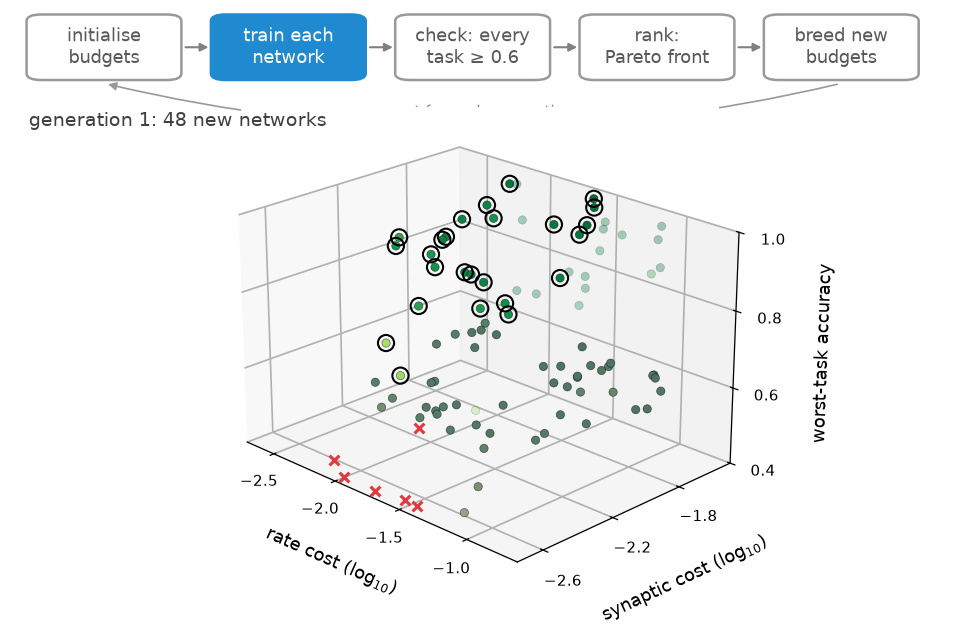 initialise
budgets
train each
network
check: every
task ≥ 0.6
rank:
Pareto front
breed new
budgets
generation 1: 48 new networks
1.0
0.8
0.6
0.4
worst-task accuracy
−2.5
−2.0
−1.5
−1.0
rate cost (log₁₀)
−1.8
−2.2
−2.6
synaptic cost (log₁₀)